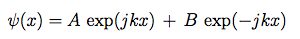 ψ(x) = A exp(jkx) + B exp(−jkx)